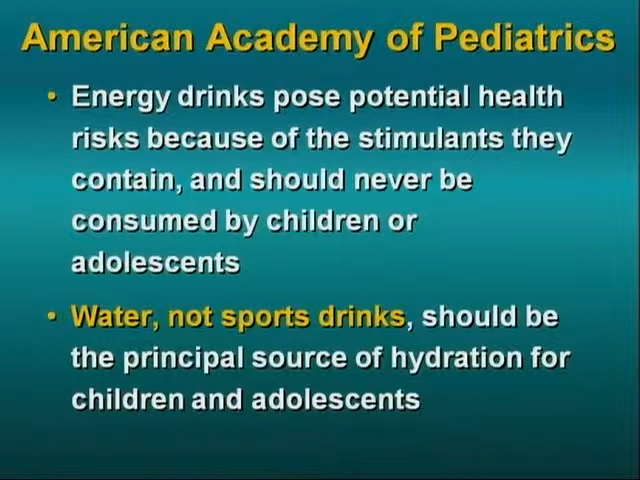 American Academy of Pediatrics
• Energy drinks pose potential health
risks because of the stimulants they
contain, and should never be
consumed by children or
adolescents
• Water, not sports drinks, should be
the principal source of hydration for
children and adolescents